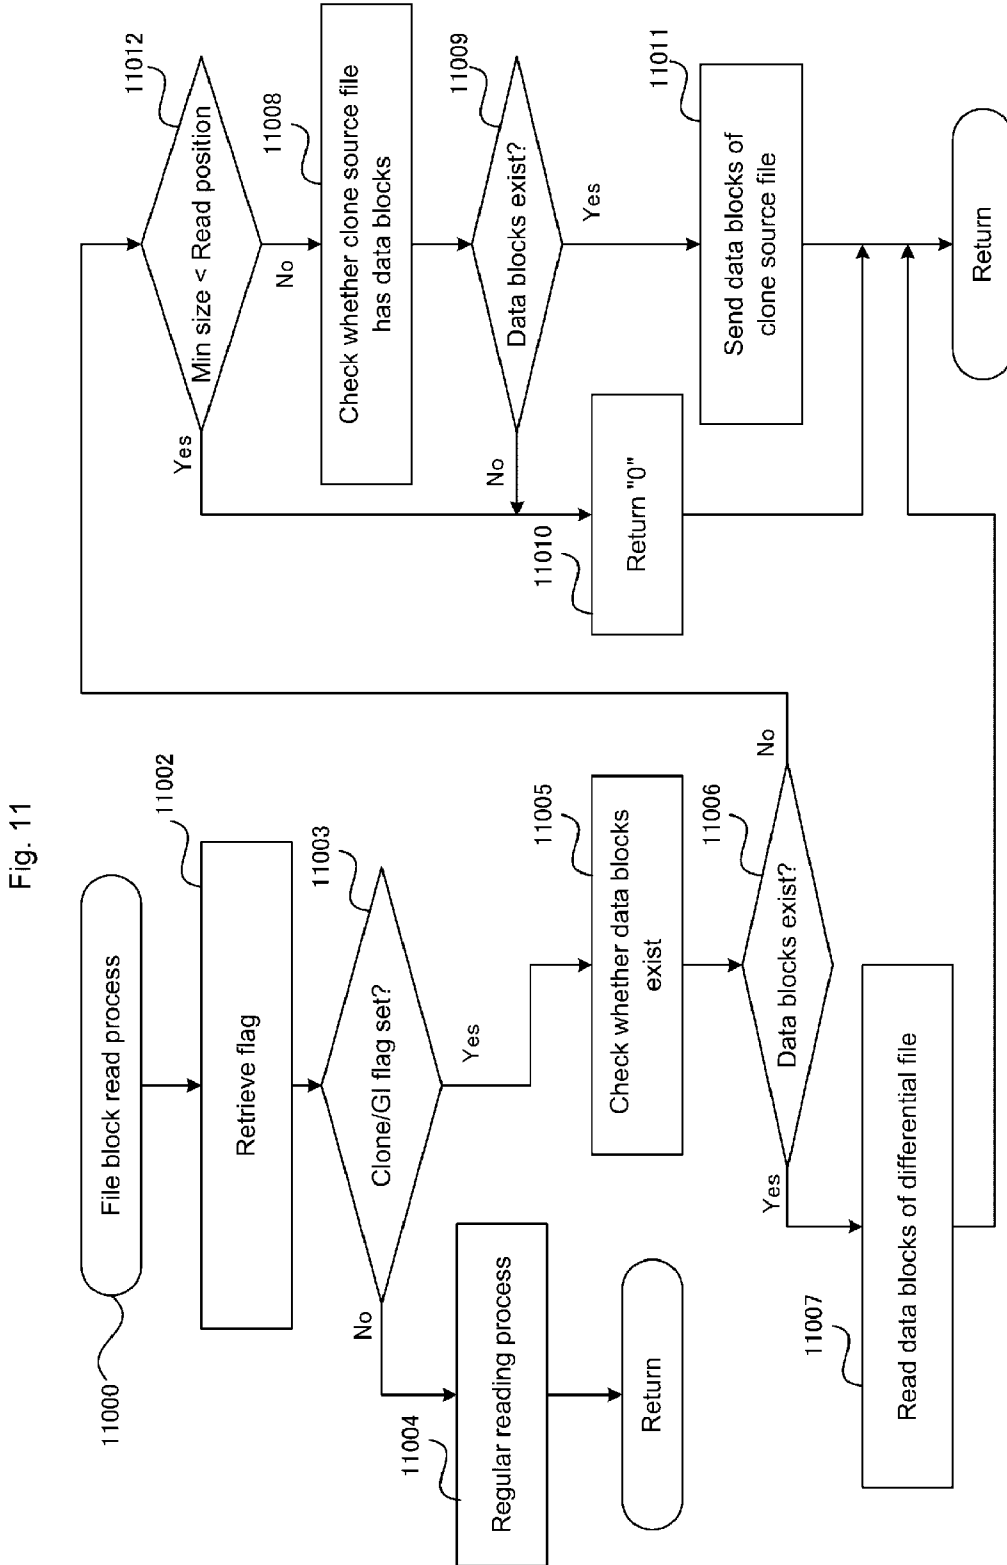 Fig. 11
File block read process
11000
Retrieve flag
11002
Clone/GI flag set?
11003
No
Yes
Regular reading process
11004
Return
Check whether data blocks
exist
11005
Data blocks exist?
11006
Yes
No
Read data blocks of differential file
11007
Min size < Read position
11012
Yes
No
Check whether clone source file
has data blocks
11008
Data blocks exist?
11009
No
Yes
Return "0"
11010
Send data blocks of
clone source file
11011
Return